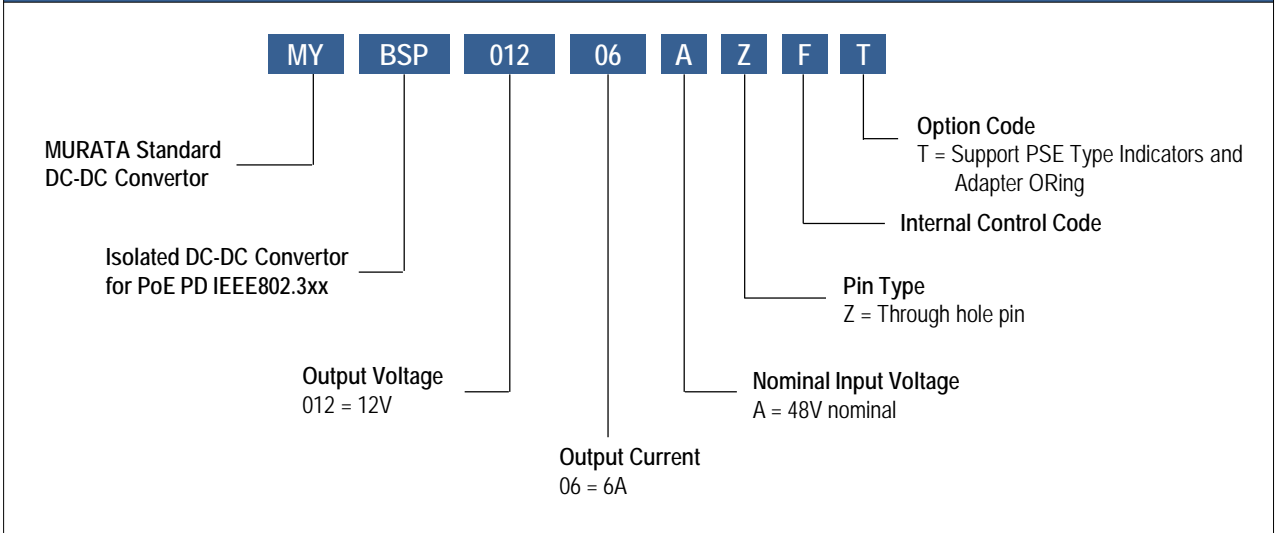 MY BSP 012 06 A Z F T
Option Code
T = Support PSE Type Indicators and
Adapter ORing
MURATA Standard
DC-DC Convertor
Internal Control Code
Isolated DC-DC Convertor
for PoE PD IEEE802.3xx
Pin Type
Z = Through hole pin
Output Voltage
012 = 12V
Nominal Input Voltage
A = 48V nominal
Output Current
06 = 6A